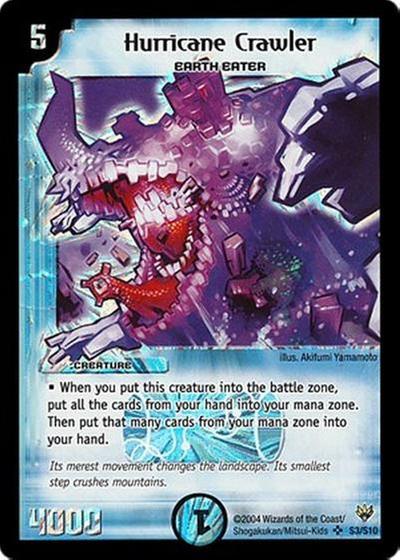 5
Hurricane Crawler
EARTH EATER
illus. Akifumi Yamamoto
CREATURE
▪ When you put this creature into the battle zone,
put all the cards from your hand into your mana zone.
Then put that many cards from your mana zone into
your hand.
Its merest movement changes the landscape. Its smallest
step crushes mountains.
4000
1
©2004 Wizards of the Coast/
Shogakukan/Mitsui-Kids S3/S10